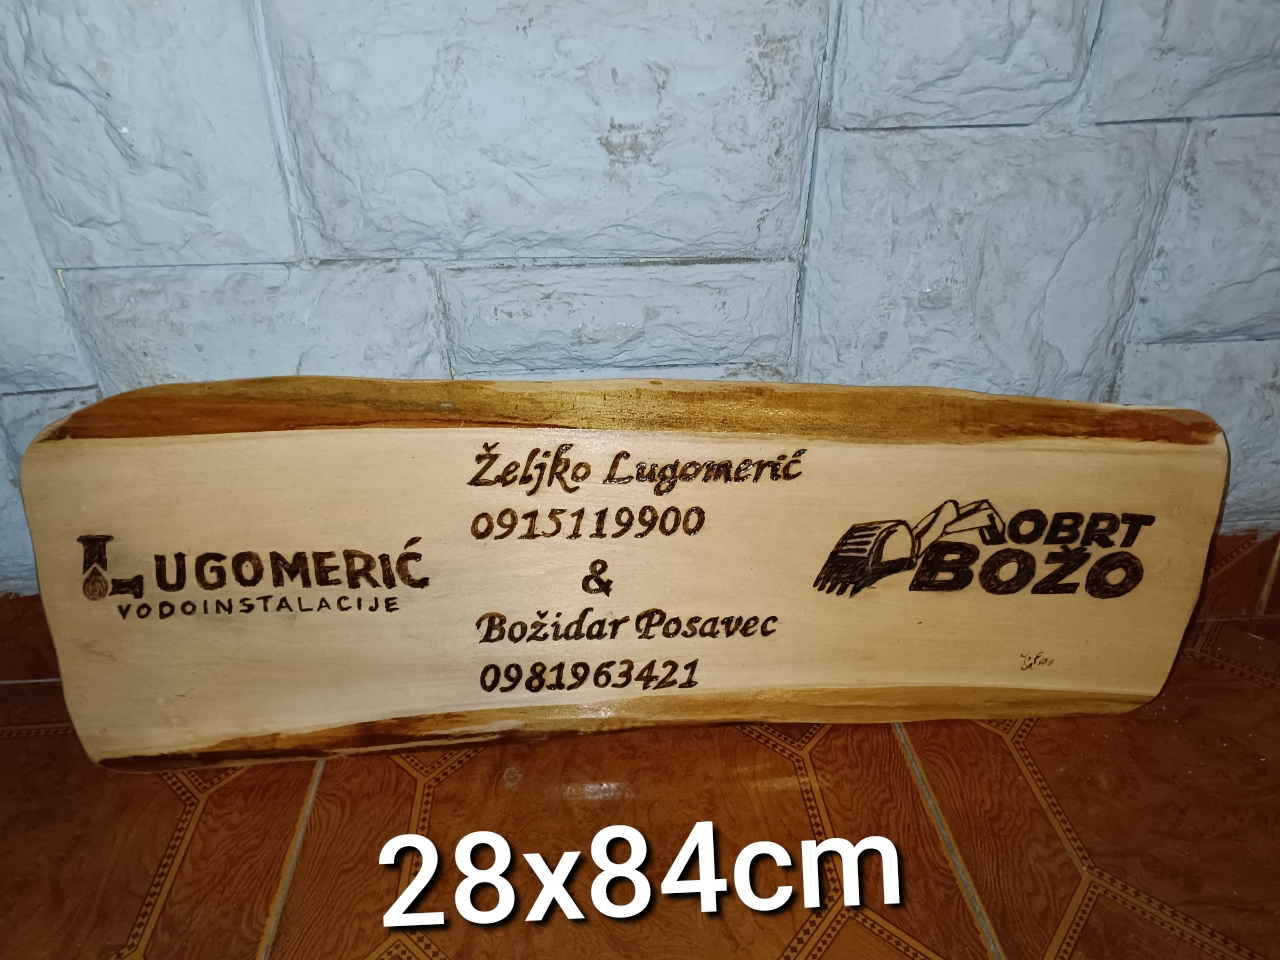 LUGOMERIĆ
VODOINSTALACIJE
Željko Lugomerić
0915119900
&
Božidar Posavec
0981963421
OBRT
BOŽO
28x84cm